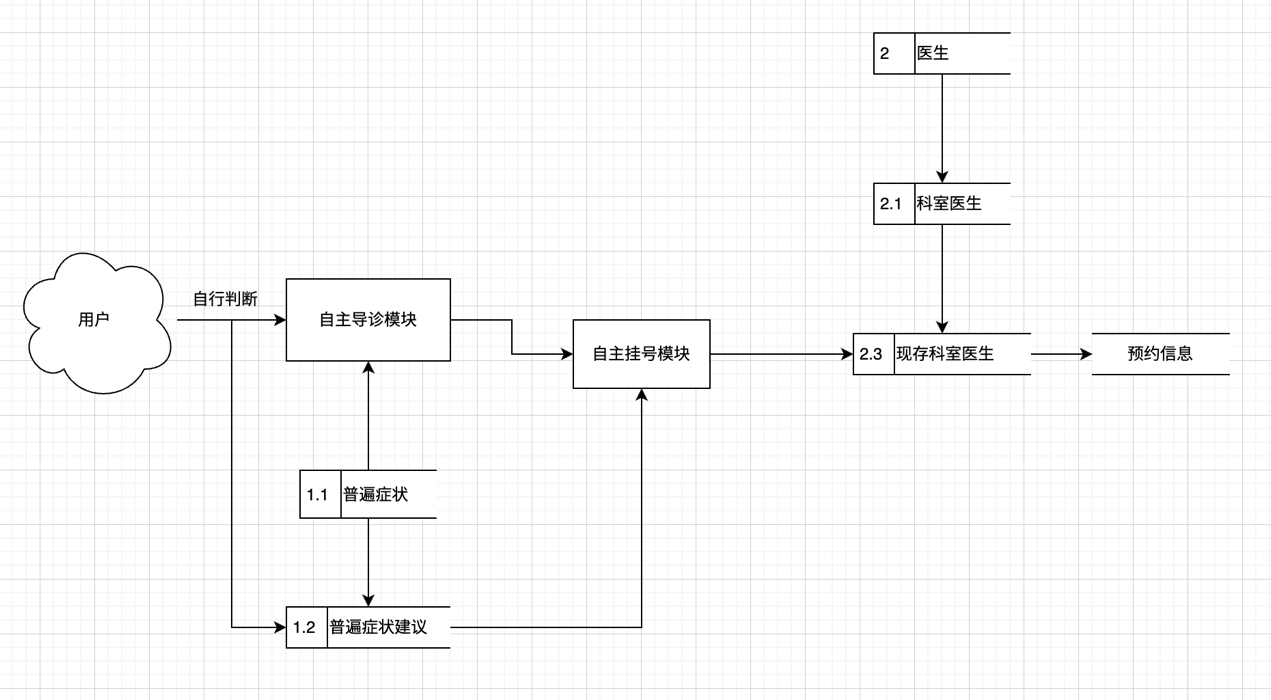 2 医生
2.1 科室医生
自行判断
用户
自主导诊模块
自主挂号模块
2.3 现存科室医生
预约信息
1.1 普遍症状
1.2 普遍症状建议